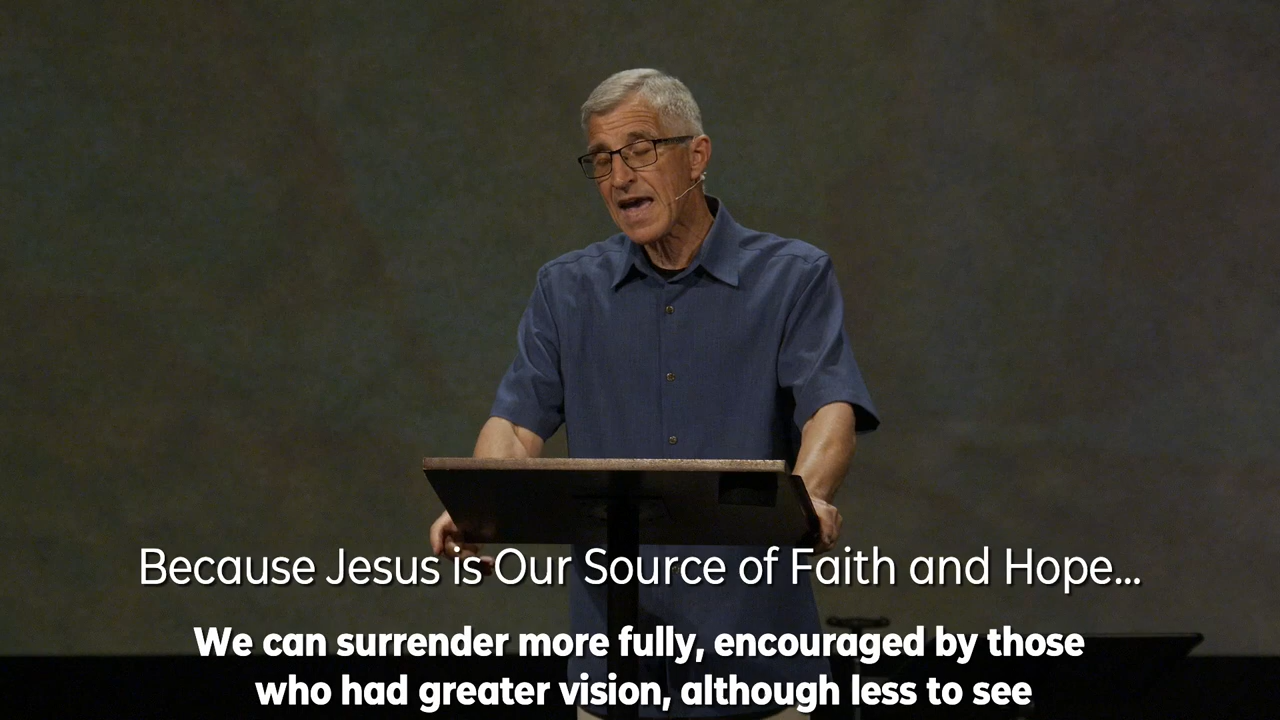 Because Jesus is Our Source of Faith and Hope...
We can surrender more fully, encouraged by those
who had greater vision, although less to see